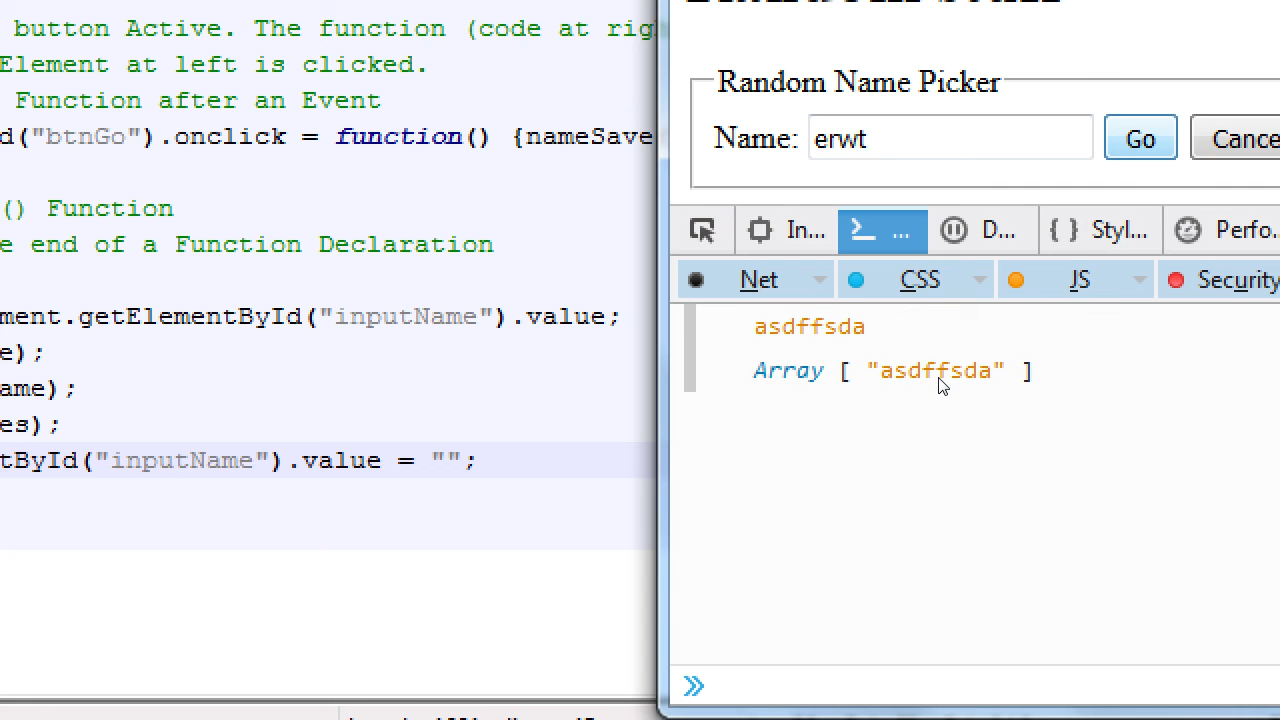 button Active. The function (code at rig
Element at left is clicked.
Function after an Event
d("btnGo").onclick = function() {nameSave
() Function
e end of a Function Declaration
ment.getElementById("inputName").value;
e);
ame);
es);
tById("inputName").value = "";
Random Name Picker
Name: erwt Go Cance
In... ... D... { } Styl... Perfo.
Net CSS JS Security
asdffsda
Array [ "asdffsda" ]